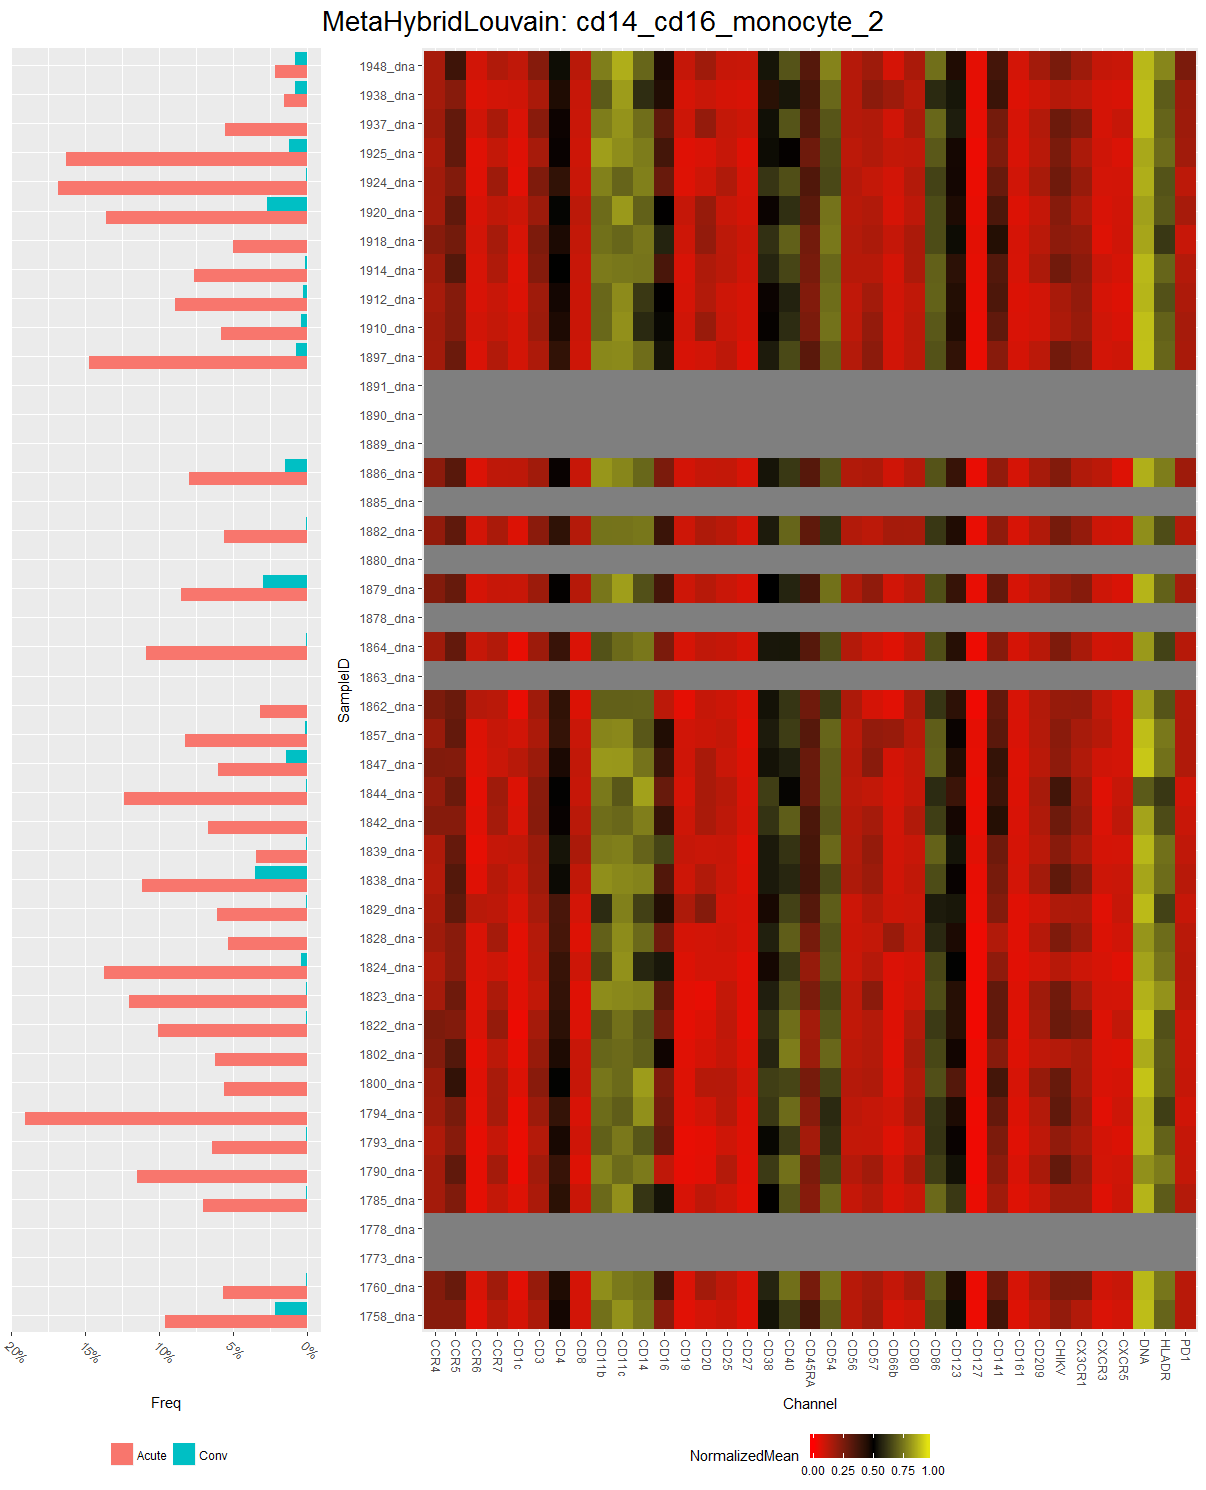 MetaHybridLouvain: cd14_cd16_monocyte_2
1948_dna
1938_dna
1937_dna
1925_dna
1924_dna
1920_dna
1918_dna
1914_dna
1912_dna
1910_dna
1897_dna
1891_dna
1890_dna
1889_dna
1886_dna
1885_dna
1882_dna
1880_dna
1879_dna
1878_dna
1864_dna
1863_dna
1862_dna
1857_dna
1847_dna
1844_dna
1842_dna
1839_dna
1838_dna
1829_dna
1828_dna
1824_dna
1823_dna
1822_dna
1802_dna
1800_dna
1794_dna
1793_dna
1790_dna
1785_dna
1778_dna
1773_dna
1760_dna
1758_dna
SampleID
20% 15% 10% 5% 0%
Freq
CCR4 CCR5 CCR6 CCR7 CD1c CD3 CD4 CD8 CD11b CD11c CD14 CD16 CD19 CD20 CD25 CD27 CD38 CD40 CD45RA CD54 CD56 CD57 CD66b CD80 CD86 CD123 CD127 CD141 CD161 CD209 CHIKV CX3CR1 CXCR3 CXCR5 DNA HLADR PD1
Channel
Acute Conv
NormalizedMean
0.00 0.25 0.50 0.75 1.00